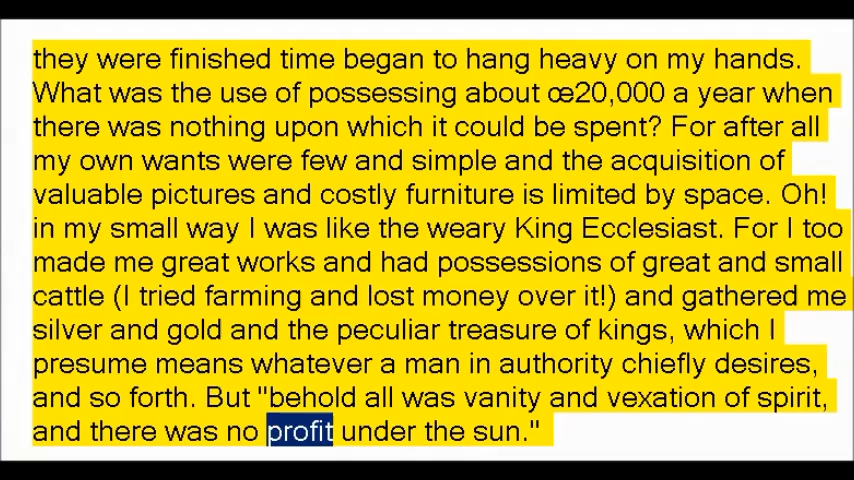 they were finished time began to hang heavy on my hands.
What was the use of possessing about œ20,000 a year when
there was nothing upon which it could be spent? For after all
my own wants were few and simple and the acquisition of
valuable pictures and costly furniture is limited by space. Oh!
in my small way I was like the weary King Ecclesiast. For I too
made me great works and had possessions of great and small
cattle (I tried farming and lost money over it!) and gathered me
silver and gold and the peculiar treasure of kings, which I
presume means whatever a man in authority chiefly desires,
and so forth. But "behold all was vanity and vexation of spirit,
and there was no profit under the sun."